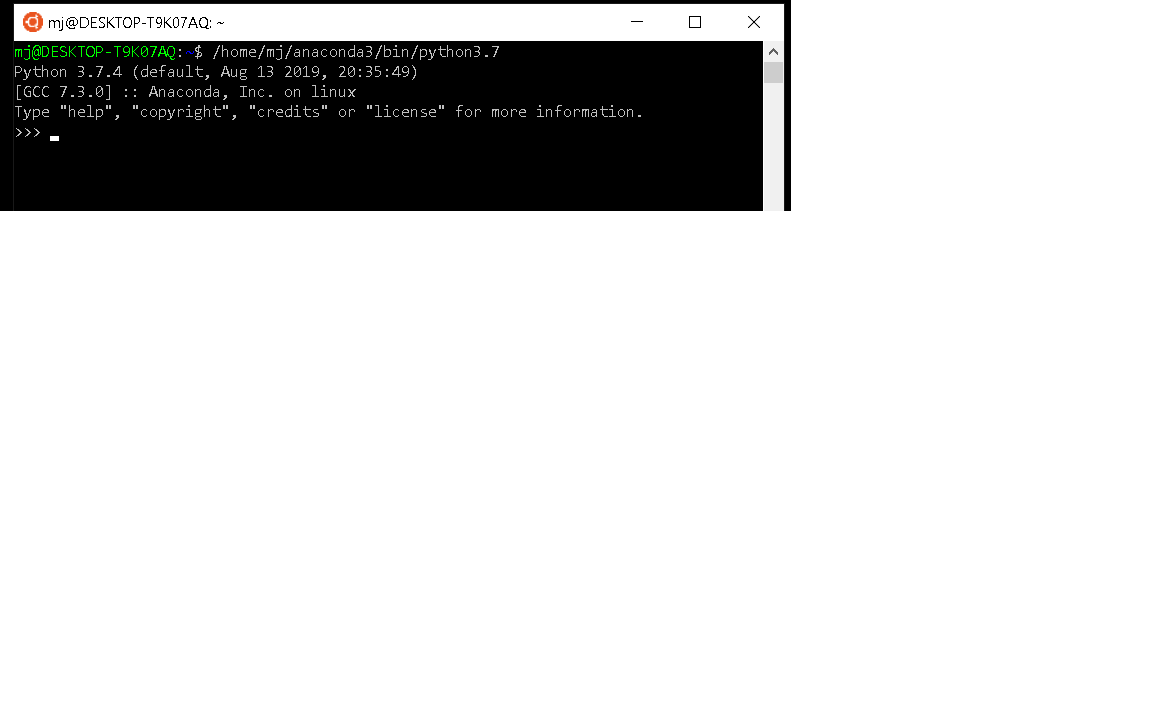 mj@DESKTOP-T9K07AQ: ~
mj@DESKTOP-T9K07AQ:~$ /home/mj/anaconda3/bin/python3.7
Python 3.7.4 (default, Aug 13 2019, 20:35:49)
[GCC 7.3.0] :: Anaconda, Inc. on linux
Type "help", "copyright", "credits" or "license" for more information.
>>>